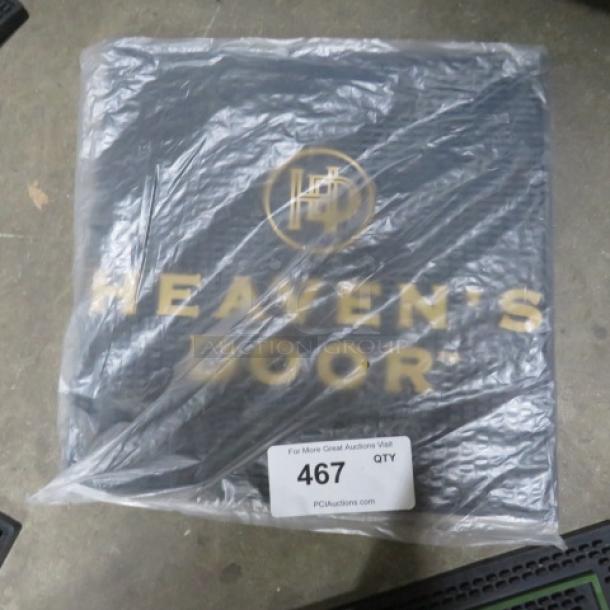 HD
HEAVEN'S
DOOR
AUCTION GROUP
For More Great Auctions Visit
467 QTY
PCIAuctions.com